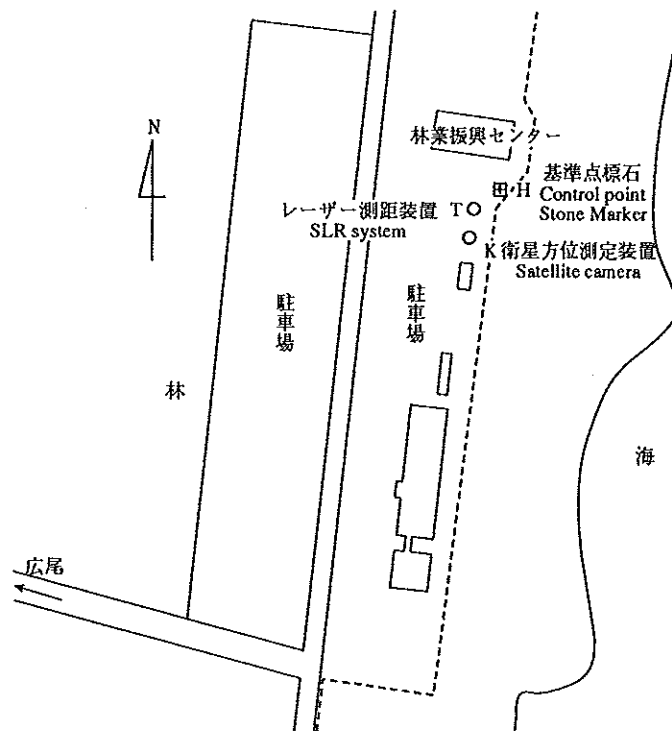 N
林業振興センター
H
基準点標石
Control point
Stone Marker
レーザー測距装置
SLR system
T
K 衛星方位測定装置
Satellite camera
駐車場
駐車場
林
海
広尾